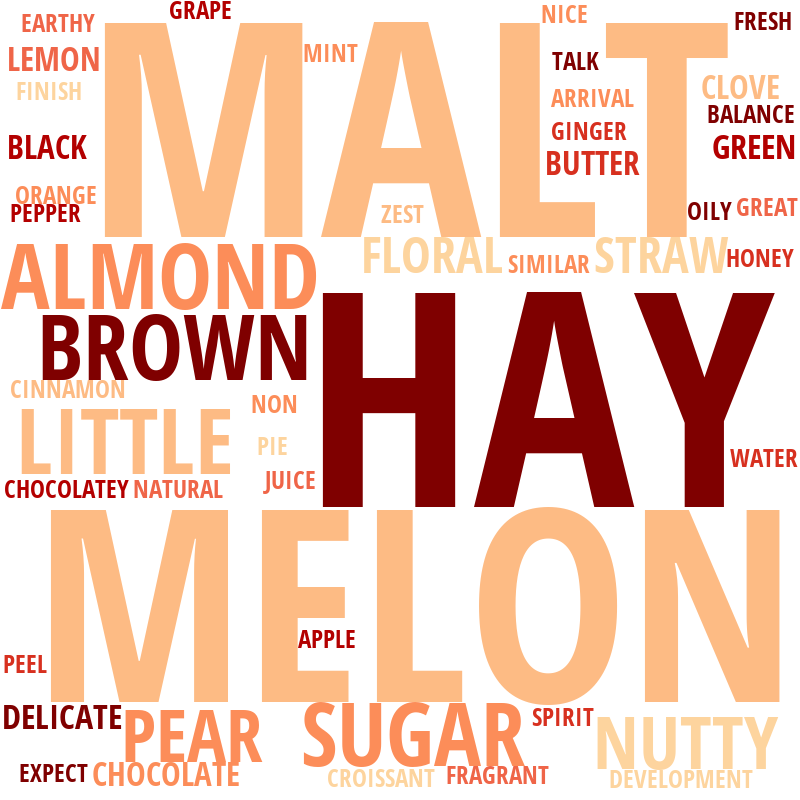 GRAPE
EARTHY
NICE
FRESH
MALT
LEMON
MINT
TALK
FINISH
CLOVE
ARRIVAL
BALANCE
GINGER
BLACK
GREEN
BUTTER
ORANGE
PEPPER
ZEST
OILY
GREAT
ALMOND
FLORAL
SIMILAR
STRAW
HONEY
BROWN
HAY
CINNAMON
NON
LITTLE
PIE
WATER
CHOCOLATEY
NATURAL
JUICE
MELON
APPLE
PEEL
DELICATE
PEAR
SUGAR
SPIRIT
NUTTY
EXPECT
CHOCOLATE
CROISSANT
FRAGRANT
DEVELOPMENT